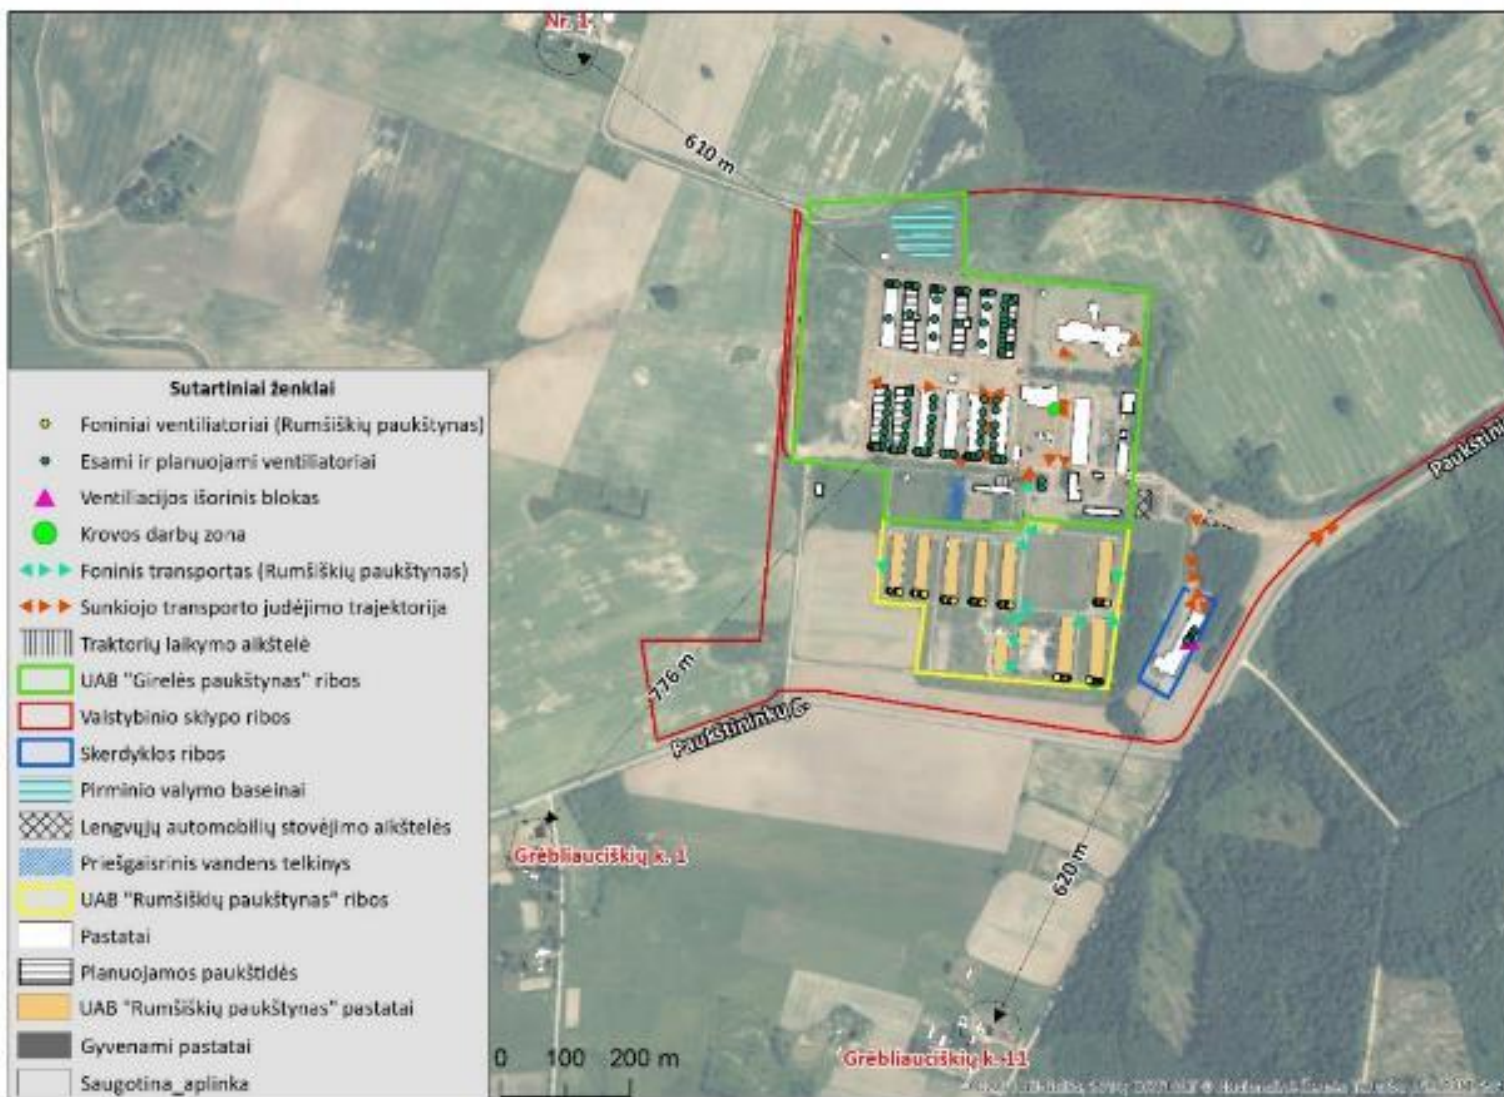 Nr. 1
610 m
Paukštini
Sutartiniai ženklai
Foniniai ventiliatoriai (Rumšiškių paukštynas)
Esami ir planuojami ventiliatoriai
Ventiliacijos išorinis blokas
Krovos darbų zona
Foninis transportas (Rumšiškių paukštynas)
Sunkiojo transporto judėjimo trajektorija
Traktorių laikymo aikštelė
UAB "Girelės paukštynas" ribos
Valstybinio sklypo ribos
Skerdyklos ribos
Pirminio valymo baseinai
Lengvųjų automobilių stovėjimo aikštelės
Priešgaisrinis vandens telkinys
UAB "Rumšiškių paukštynas" ribos
Pastatai
Planuojamos paukštidės
UAB "Rumšiškių paukštynas" pastatai
Gyvenami pastatai
Saugotina_aplinka
776 m
Paukštininkų g.
Grėbliauciškių k. 1
620 m
Grėbliauciškių k. 11
0 100 200 m